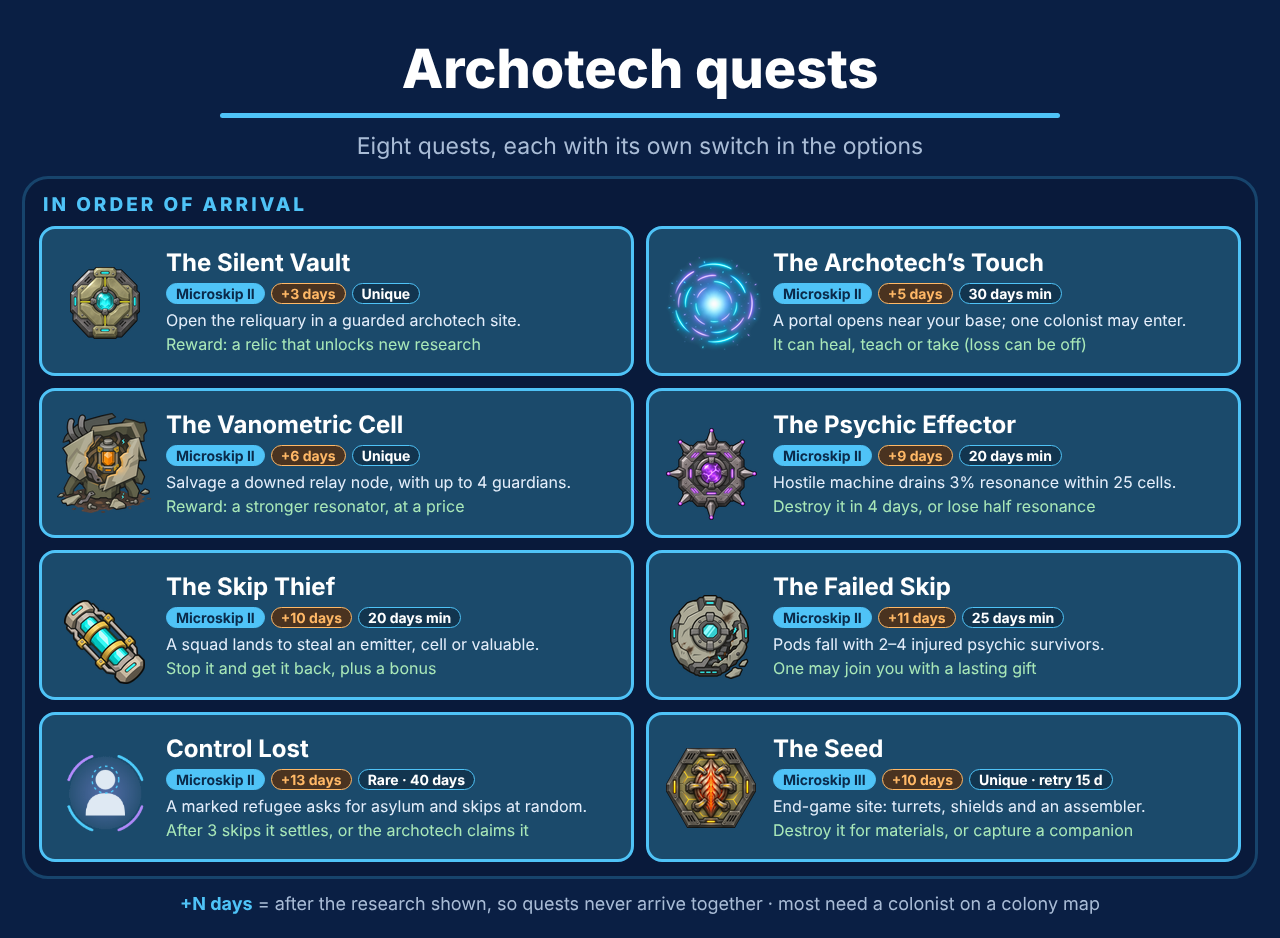 Archotech quests
Eight quests, each with its own switch in the options
IN ORDER OF ARRIVAL
The Silent Vault
Microskip II +3 days Unique
Open the reliquary in a guarded archotech site.
Reward: a relic that unlocks new research
The Archotech’s Touch
Microskip II +5 days 30 days min
A portal opens near your base; one colonist may enter.
It can heal, teach or take (loss can be off)
The Vanometric Cell
Microskip II +6 days Unique
Salvage a downed relay node, with up to 4 guardians.
Reward: a stronger resonator, at a price
The Psychic Effector
Microskip II +9 days 20 days min
Hostile machine drains 3% resonance within 25 cells.
Destroy it in 4 days, or lose half resonance
The Skip Thief
Microskip II +10 days 20 days min
A squad lands to steal an emitter, cell or valuable.
Stop it and get it back, plus a bonus
The Failed Skip
Microskip II +11 days 25 days min
Pods fall with 2–4 injured psychic survivors.
One may join you with a lasting gift
Control Lost
Microskip II +13 days Rare · 40 days
A marked refugee asks for asylum and skips at random.
After 3 skips it settles, or the archotech claims it
The Seed
Microskip III +10 days Unique · retry 15 d
End-game site: turrets, shields and an assembler.
Destroy it for materials, or capture a companion
+N days = after the research shown, so quests never arrive together · most need a colonist on a colony map